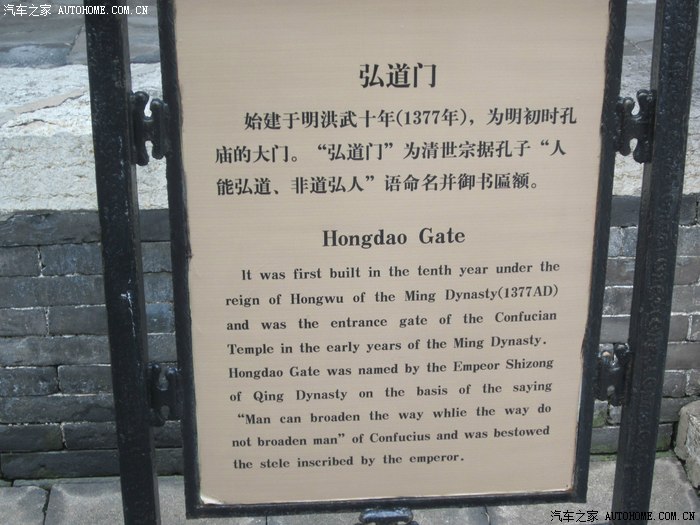 汽车之家 AUTOHOME.COM.CN
弘道门
始建于明洪武十年(1377年)，为明初时孔
庙的大门。“弘道门”为清世宗据孔子“人
能弘道、非道弘人”语命名并御书匾额。
Hongdao Gate
It was first built in the tenth year under the
reign of Hongwu of the Ming Dynasty(1377AD)
and was the entrance gate of the Confucian
Temple in the early years of the Ming Dynasty.
Hongdao Gate was named by the Empeor Shizong
of Qing Dynasty on the basis of the saying
“Man can broaden the way whlie the way do
not broaden man” of Confucius and was bestowed
the stele inscribed by the emperor.
汽车之家 AUTOHOME.COM.CN